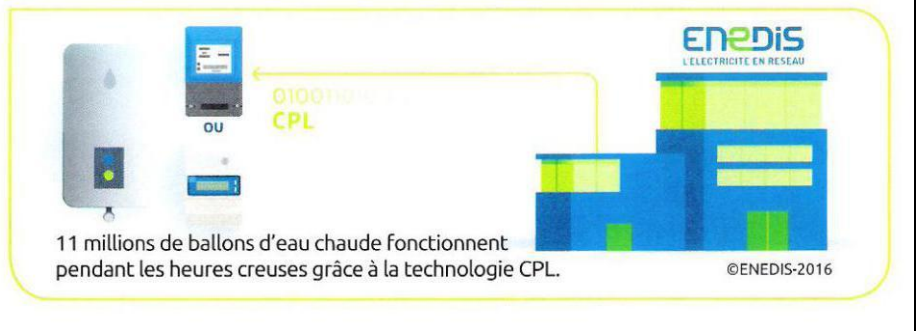 ENEDIS
L'ELECTRICITE EN RESEAU
CPL
OU
11 millions de ballons d'eau chaude fonctionnent
pendant les heures creuses grâce à la technologie CPL.
©ENEDIS-2016